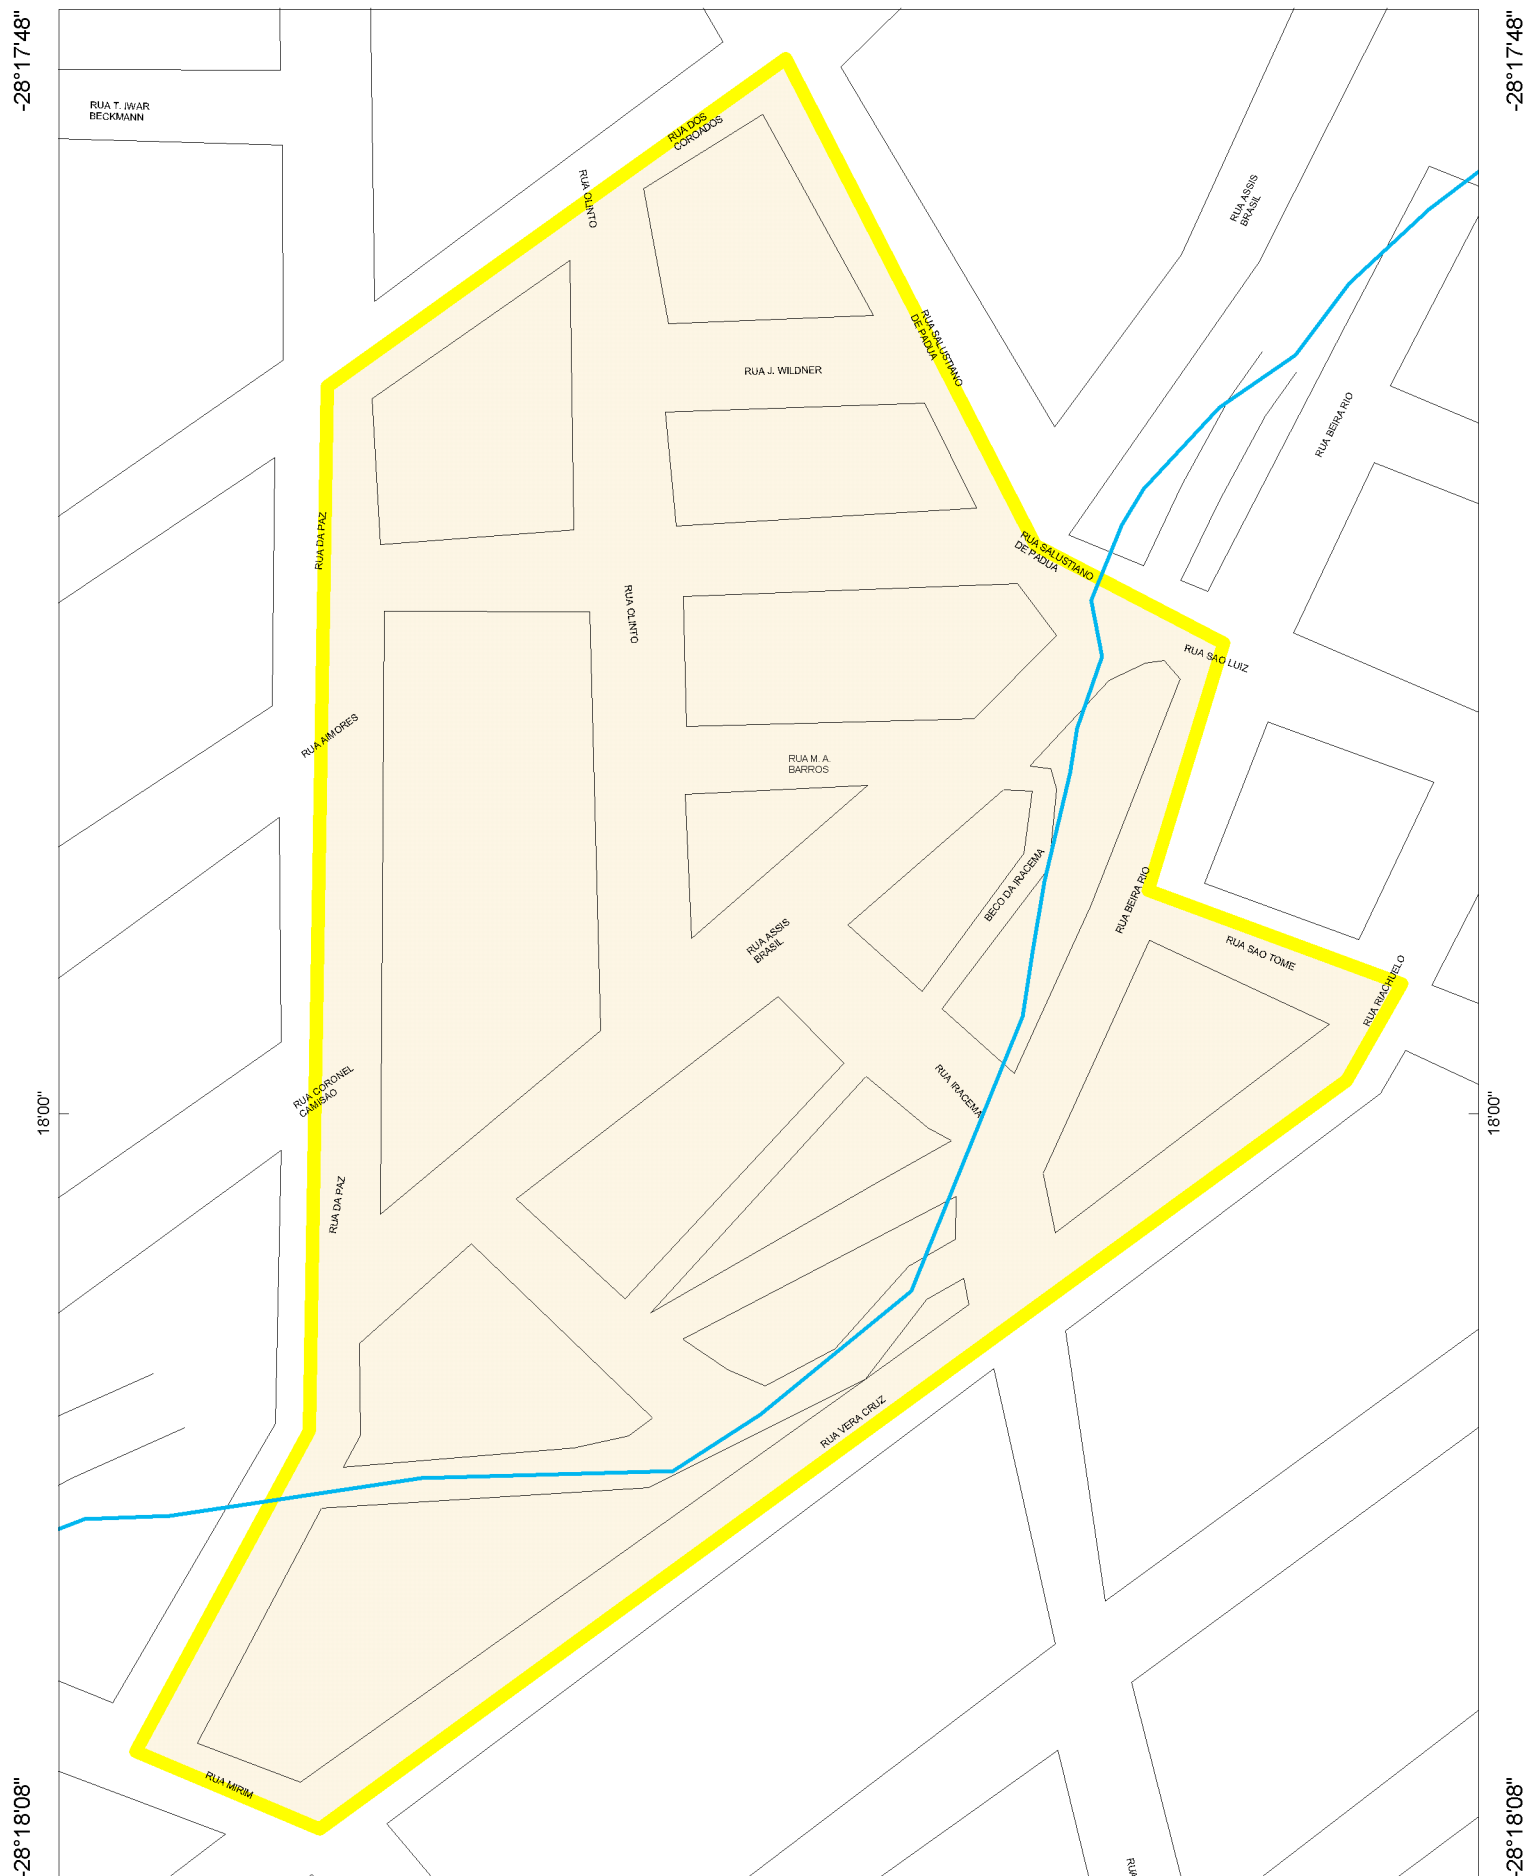 -28°17'48"
-28°17'48"
RUA T. IWAR
BECKMANN
RUA DOS
COROADOS
RUA OLINTO
RUA ASSIS
BRASIL
RUA SALUSTIANO
DE PADUA
RUA J. WILDNER
RUA BEIRA RIO
RUA DA PAZ
RUA SALUSTIANO
DE PADUA
RUA OLINTO
RUA SAO LUIZ
RUA AIMORES
RUA M. A.
BARROS
BECO DA IRACEMA
RUA BEIRA RIO
RUA ASSIS
BRASIL
RUA SAO TOME
RUA RIACHUELO
RUA CORONEL
CAMISAO
RUA IRACEMA
18'00"
18'00"
RUA DA PAZ
RUA VERA CRUZ
RUA MIRIM
-28°18'08"
-28°18'08"
RUA